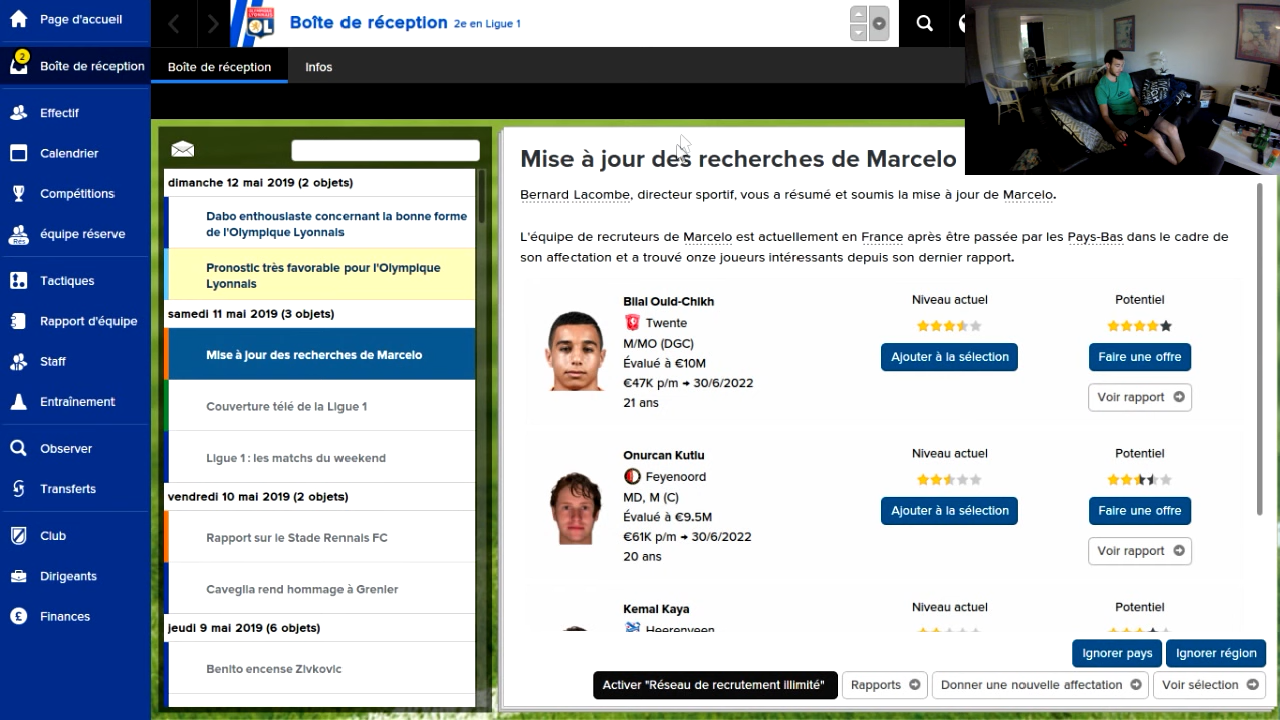 Page d'accueil
2
Boîte de réception
Effectif
Calendrier
Compétitions
Res
équipe réserve
Tactiques
Rapport d'équipe
Staff
Entraînement
Observer
Transferts
Club
Dirigeants
Finances
OL
Boîte de réception 2e en Ligue 1
Boîte de réception
Infos
dimanche 12 mai 2019 (2 objets)
Dabo enthousiaste concernant la bonne forme
de l'Olympique Lyonnais
Pronostic très favorable pour l'Olympique
Lyonnais
samedi 11 mai 2019 (3 objets)
Mise à jour des recherches de Marcelo
Couverture télé de la Ligue 1
Ligue 1 : les matchs du weekend
vendredi 10 mai 2019 (2 objets)
Rapport sur le Stade Rennais FC
Caveglia rend hommage à Grenier
jeudi 9 mai 2019 (6 objets)
Benito encense Zivkovic
Mise à jour des recherches de Marcelo
Bernard Lacombe, directeur sportif, vous a résumé et soumis la mise à jour de Marcelo.
L'équipe de recruteurs de Marcelo est actuellement en France après être passée par les Pays-Bas dans le cadre de
son affectation et a trouvé onze joueurs intéressants depuis son dernier rapport.
Bilal Ould-Chikh
Twente
M/MO (DGC)
Évalué à €10M
€47K p/m → 30/6/2022
21 ans
Niveau actuel
Ajouter à la sélection
Potentiel
Faire une offre
Voir rapport
Onurcan Kutlu
Feyenoord
MD, M (C)
Évalué à €9.5M
€61K p/m → 30/6/2022
20 ans
Niveau actuel
Ajouter à la sélection
Potentiel
Faire une offre
Voir rapport
Kemal Kaya
Heerenveen
Niveau actuel
Potentiel
Ignorer pays
Ignorer région
Activer "Réseau de recrutement illimité"
Rapports
Donner une nouvelle affectation
Voir sélection